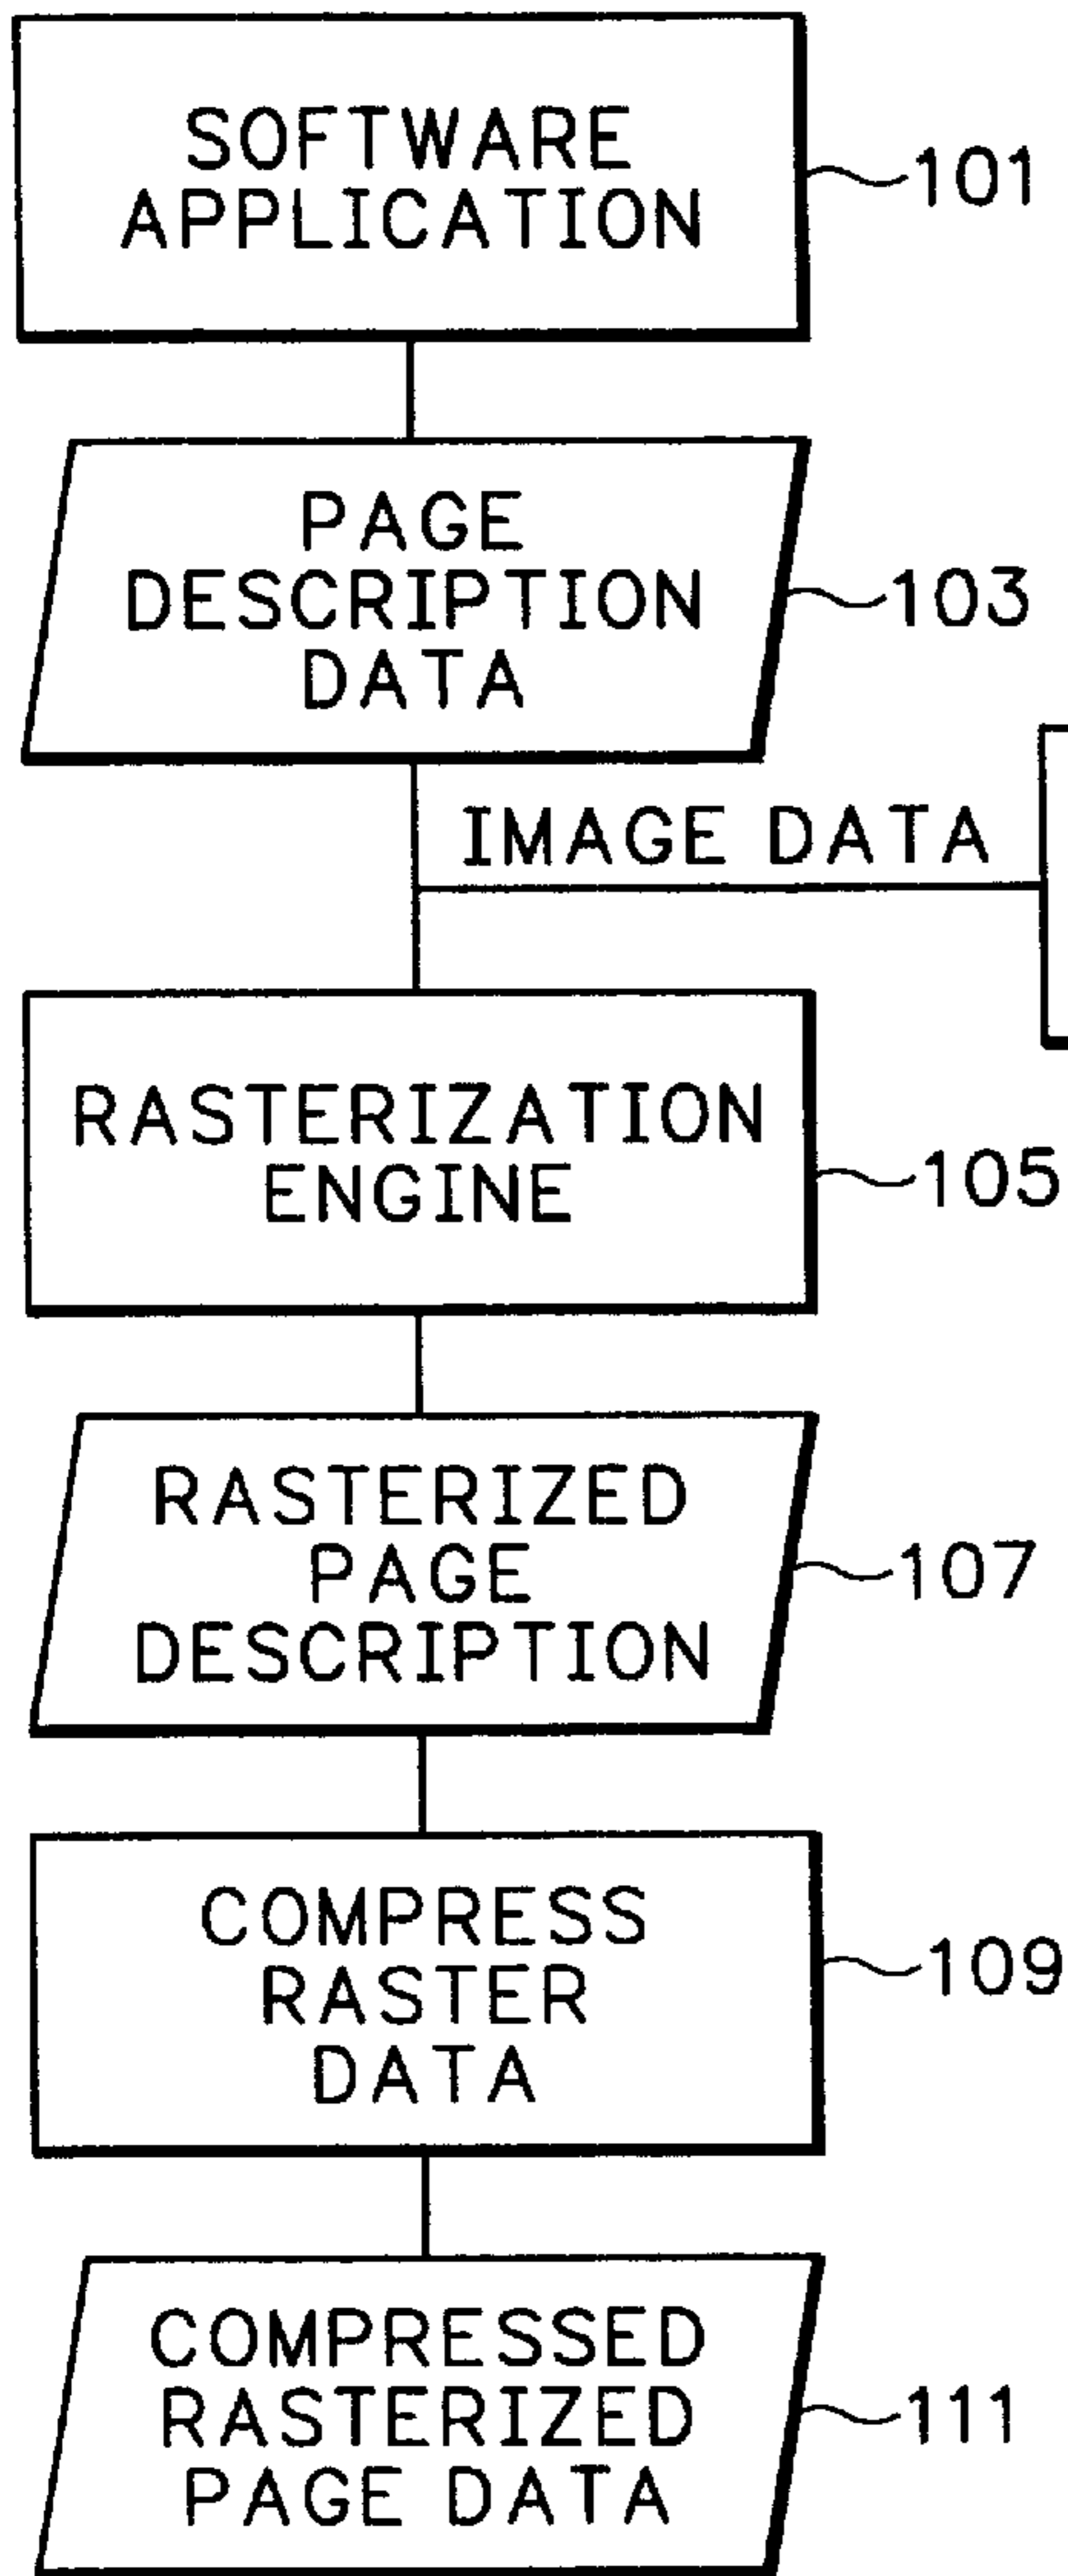 SOFTWARE
APPLICATION
101
PAGE
DESCRIPTION
DATA
103
IMAGE DATA
RASTERIZATION
ENGINE
105
RASTERIZED
PAGE
DESCRIPTION
107
COMPRESS
RASTER
DATA
109
COMPRESSED
RASTERIZED
PAGE DATA
111